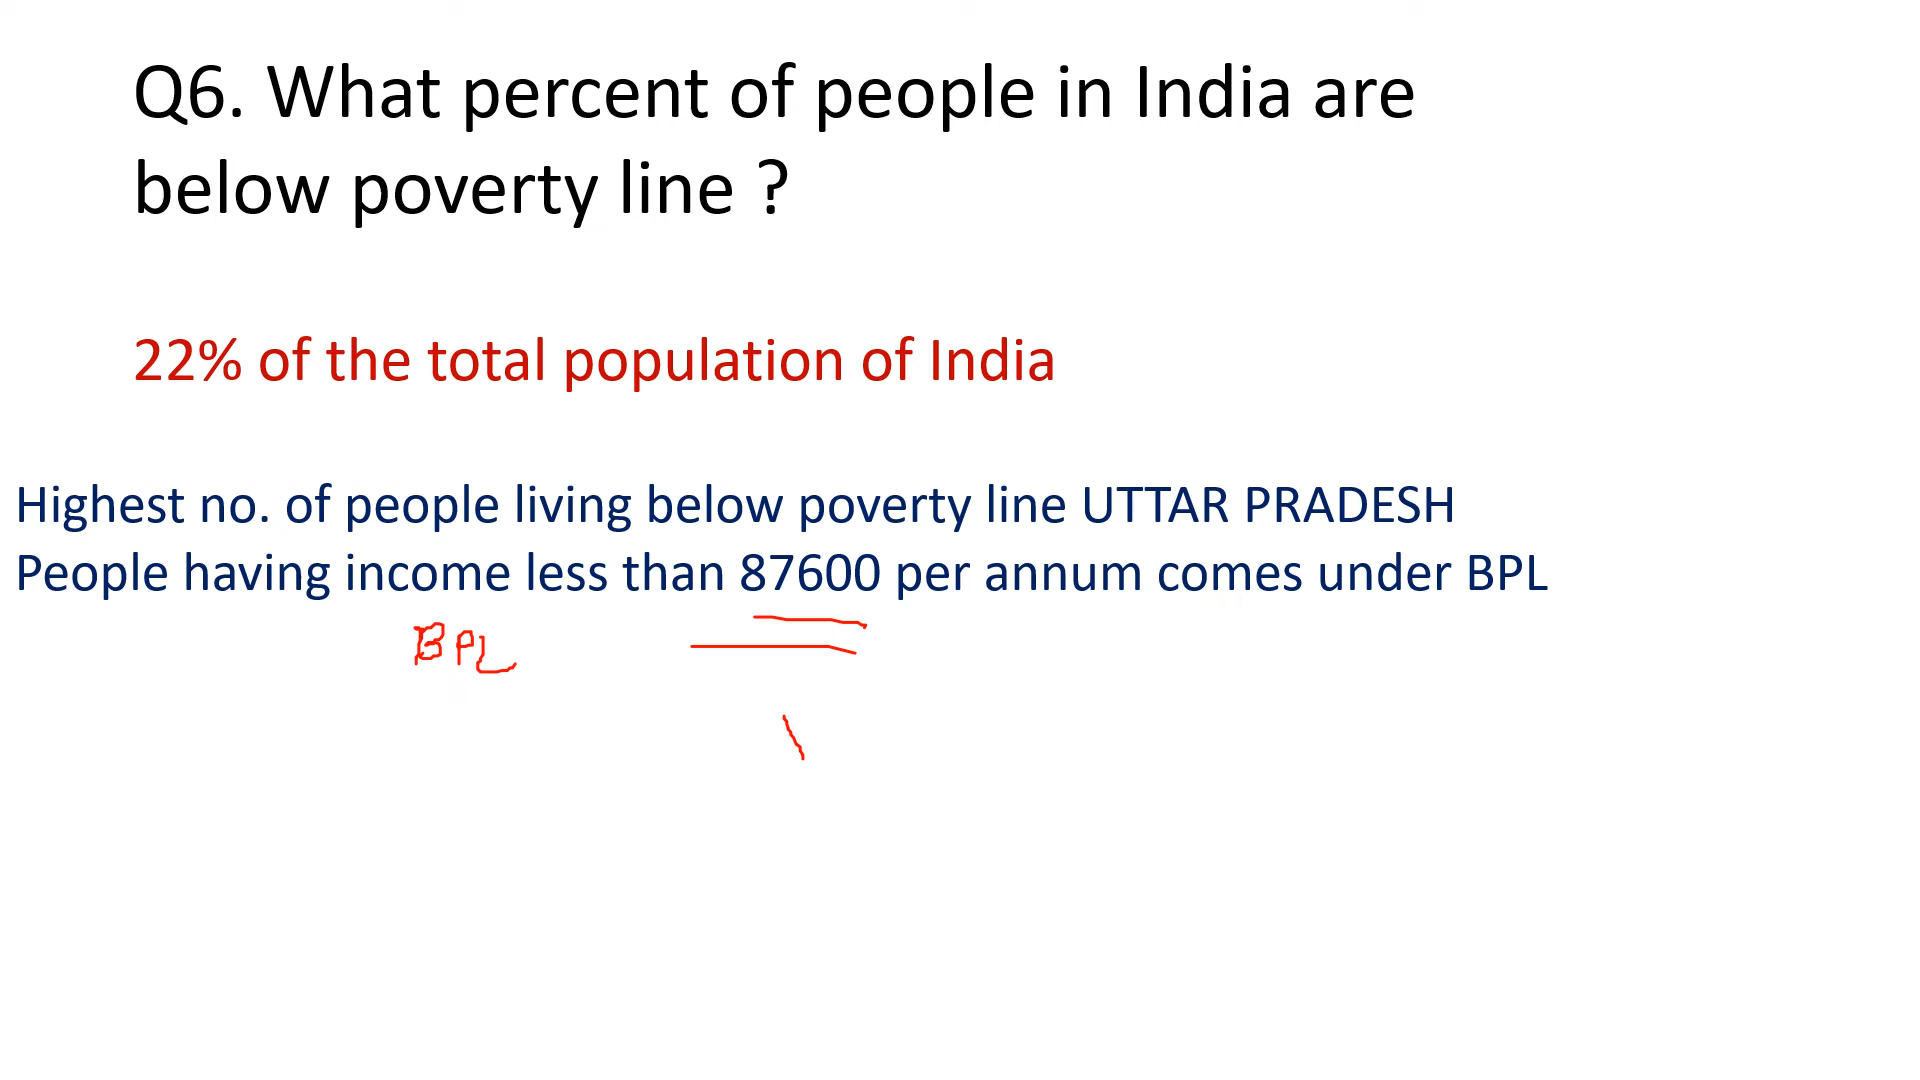 Q6. What percent of people in India are
below poverty line ?
22% of the total population of India
Highest no. of people living below poverty line UTTAR PRADESH
People having income less than 87600 per annum comes under BPL
BPL